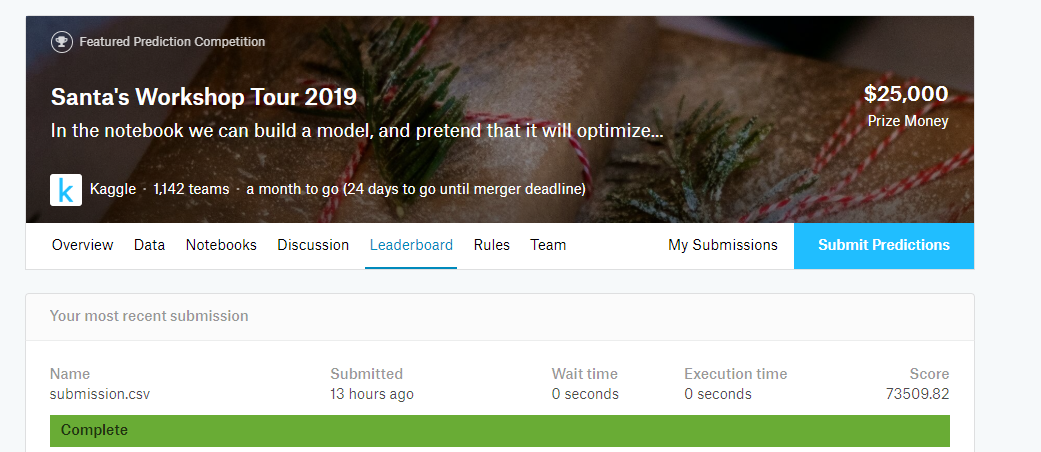 Featured Prediction Competition
Santa's Workshop Tour 2019
$25,000
In the notebook we can build a model, and pretend that it will optimize...
Prize Money
k Kaggle · 1,142 teams · a month to go (24 days to go until merger deadline)
Overview Data Notebooks Discussion Leaderboard Rules Team My Submissions Submit Predictions
Your most recent submission
Name Submitted Wait time Execution time Score
submission.csv 13 hours ago 0 seconds 0 seconds 73509.82
Complete